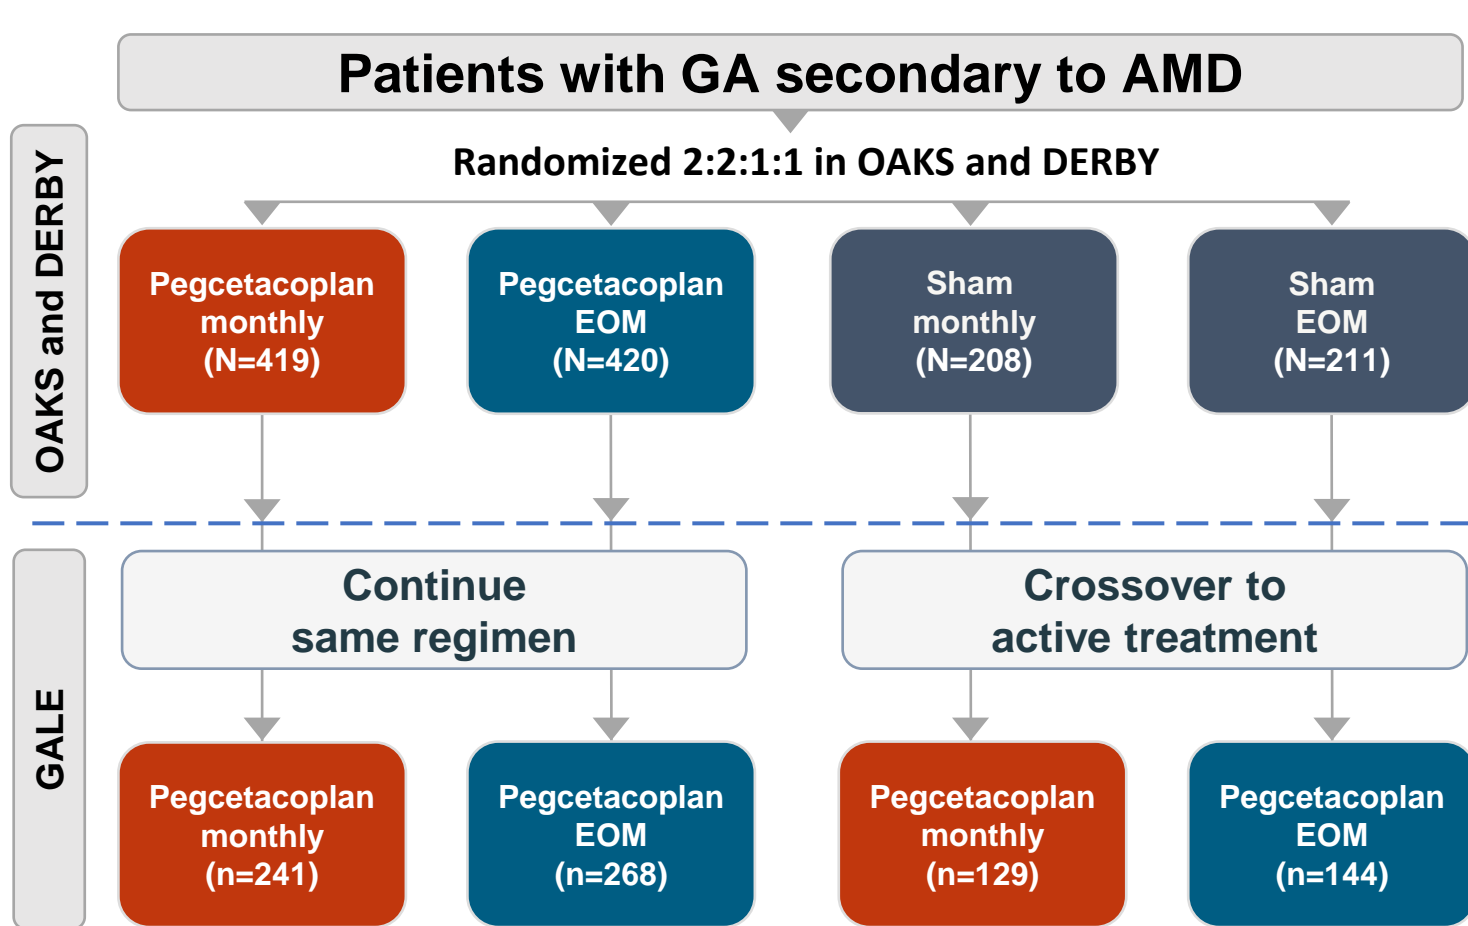 Patients with GA secondary to AMD
OAKS and DERBY
Randomized 2:2:1:1 in OAKS and DERBY
Pegcetacoplan
monthly
(N=419)
Pegcetacoplan
EOM
(N=420)
Sham
monthly
(N=208)
Sham
EOM
(N=211)
GALE
Continue
same regimen
Crossover to
active treatment
Pegcetacoplan
monthly
(n=241)
Pegcetacoplan
EOM
(n=268)
Pegcetacoplan
monthly
(n=129)
Pegcetacoplan
EOM
(n=144)